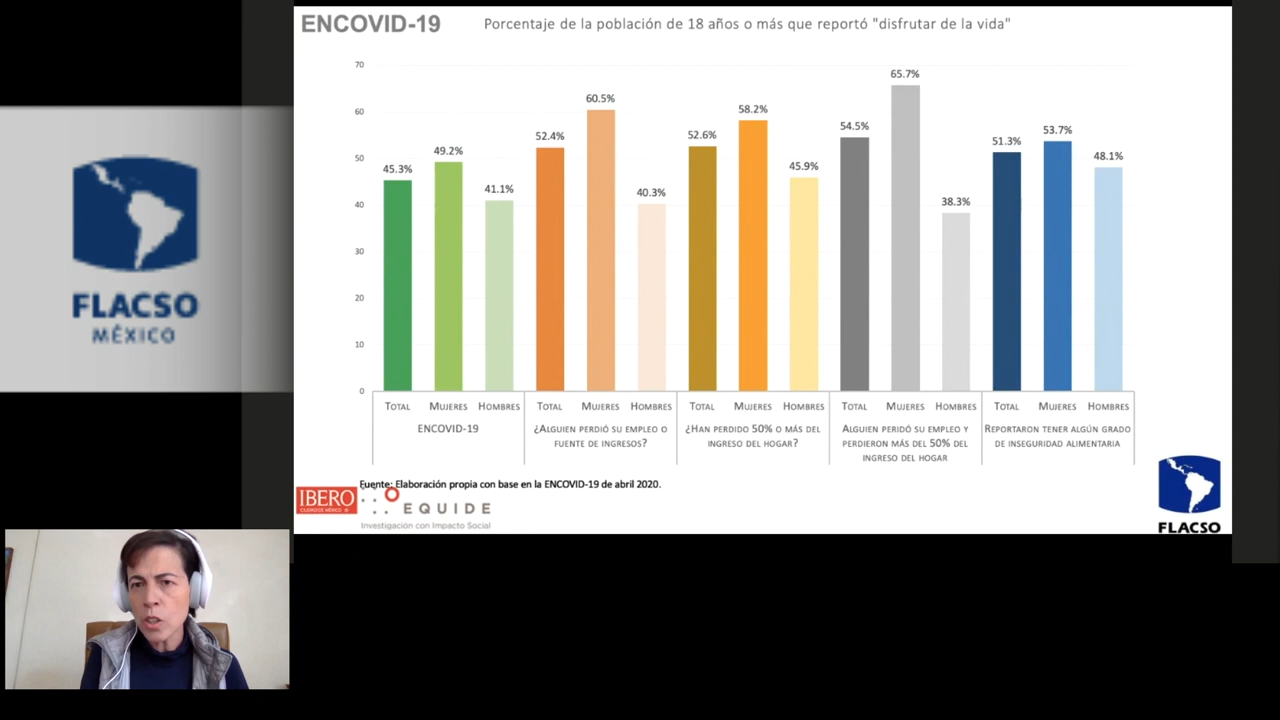 ENCOVID-19
Porcentaje de la población de 18 años o más que reportó "disfrutar de la vida"
70
60
50
40
30
20
10
0
45.3%
49.2%
41.1%
52.4%
60.5%
40.3%
52.6%
58.2%
45.9%
54.5%
65.7%
38.3%
51.3%
53.7%
48.1%
TOTAL MUJERES HOMBRES
ENCOVID-19
TOTAL MUJERES HOMBRES
¿ALGUIEN PERDIÓ SU EMPLEO O
FUENTE DE INGRESOS?
TOTAL MUJERES HOMBRES
¿HAN PERDIDO 50% O MÁS DEL
INGRESO DEL HOGAR?
TOTAL MUJERES HOMBRES
ALGUIEN PERIDÓ SU EMPLEO Y
PERDIERON MÁS DEL 50% DEL
INGRESO DEL HOGAR
TOTAL MUJERES HOMBRES
REPORTARON TENER ALGÚN GRADO
DE INSEGURIDAD ALIMENTARIA
Fuente: Elaboración propia con base en la ENCOVID-19 de abril 2020.
IBERO
CIUDAD DE MÉXICO
EQUIDE
Investigación con Impacto Social
FLACSO
FLACSO
MÉXICO